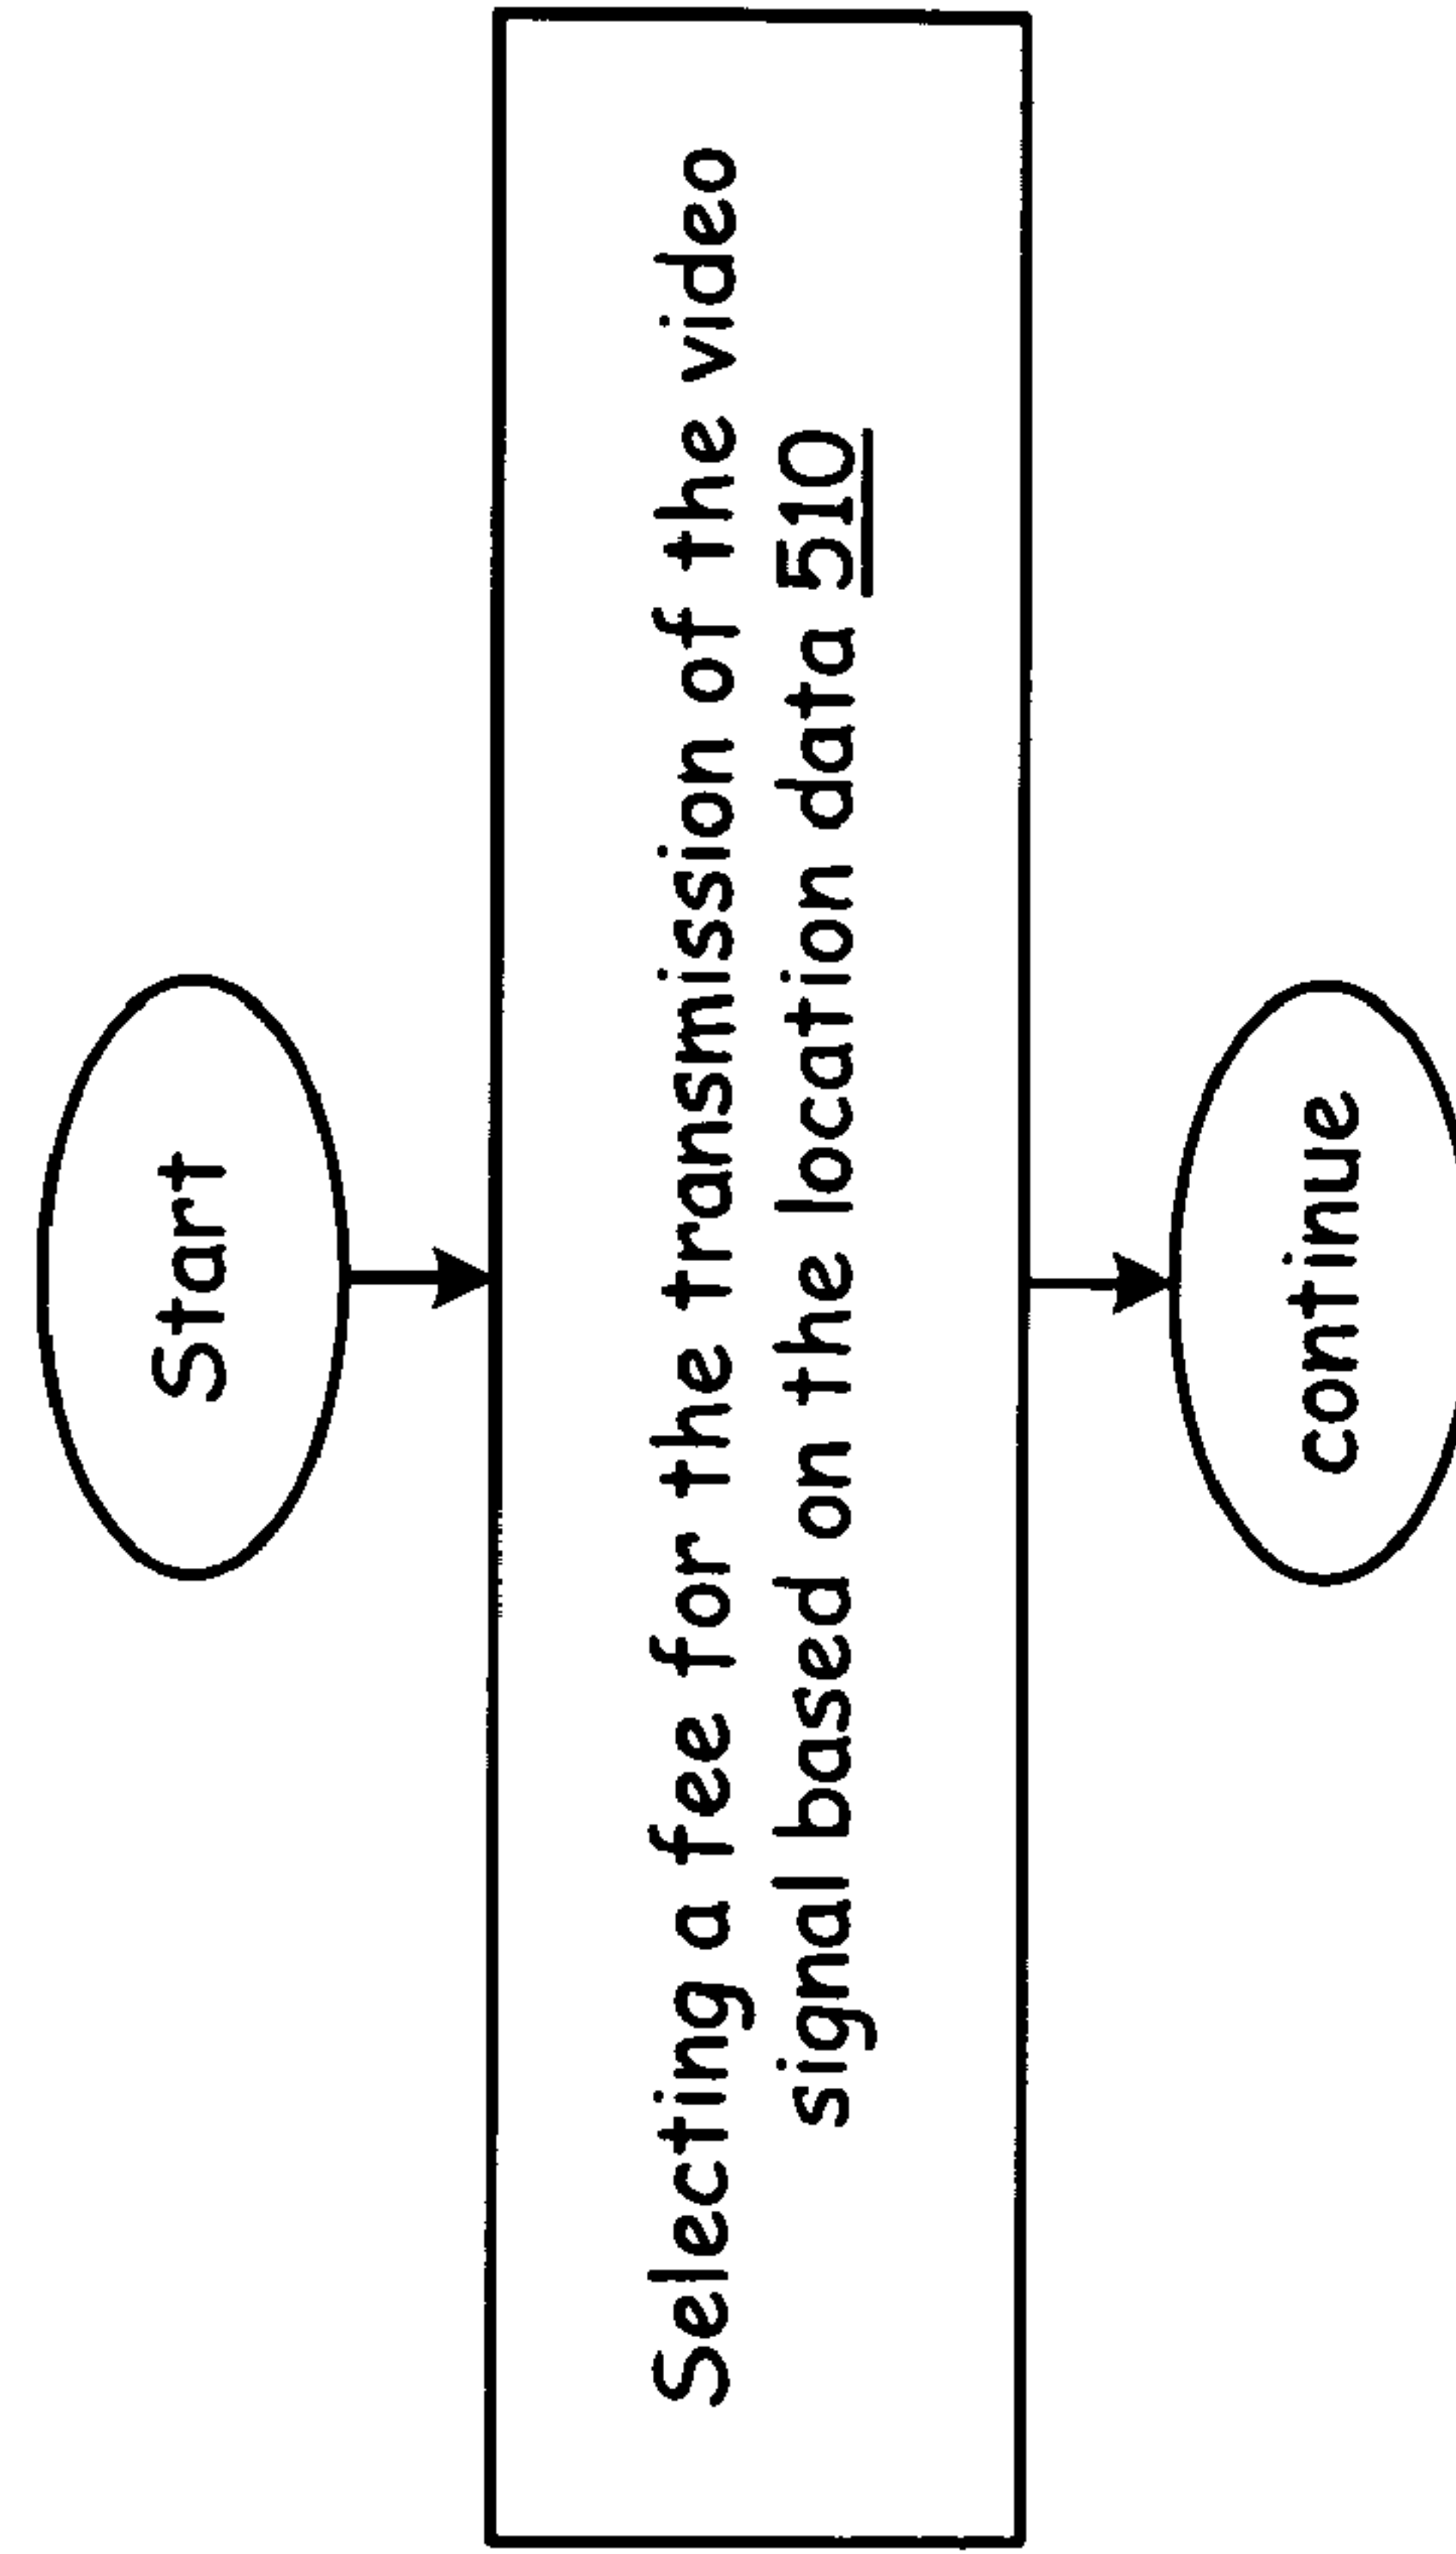 Start
Selecting a fee for the transmission of the video
signal based on the location data 510
continue